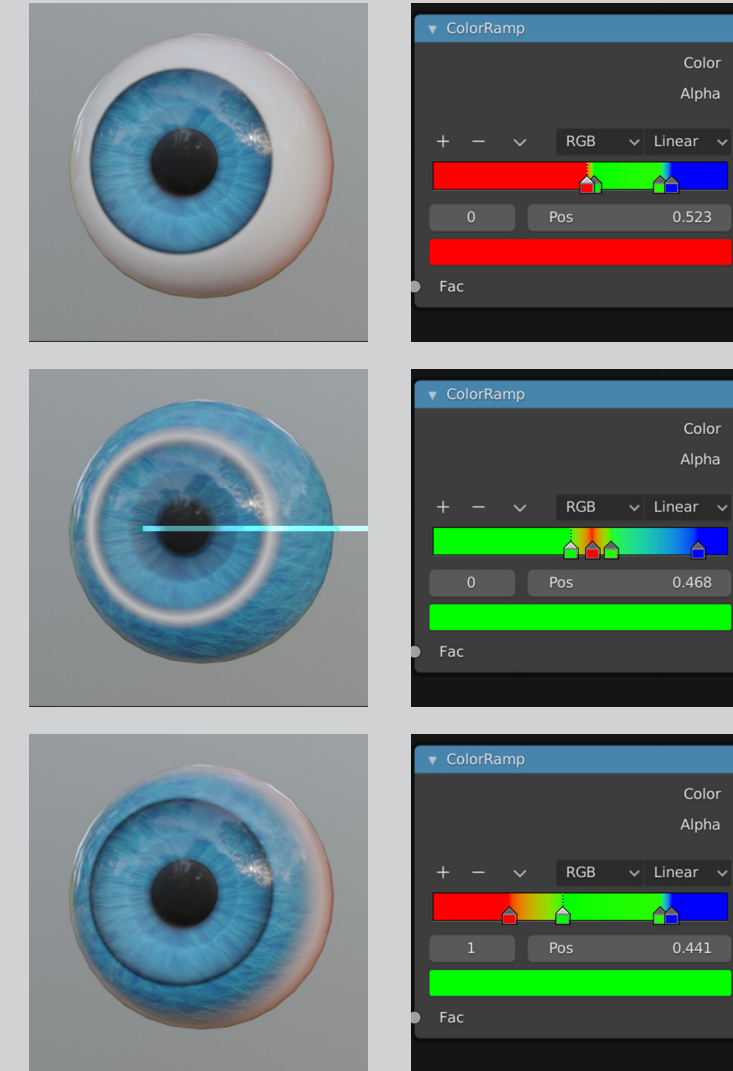 ColorRamp
Color
Alpha
RGB Linear
0 Pos 0.523
Fac
ColorRamp
Color
Alpha
RGB Linear
0 Pos 0.468
Fac
ColorRamp
Color
Alpha
RGB Linear
1 Pos 0.441
Fac